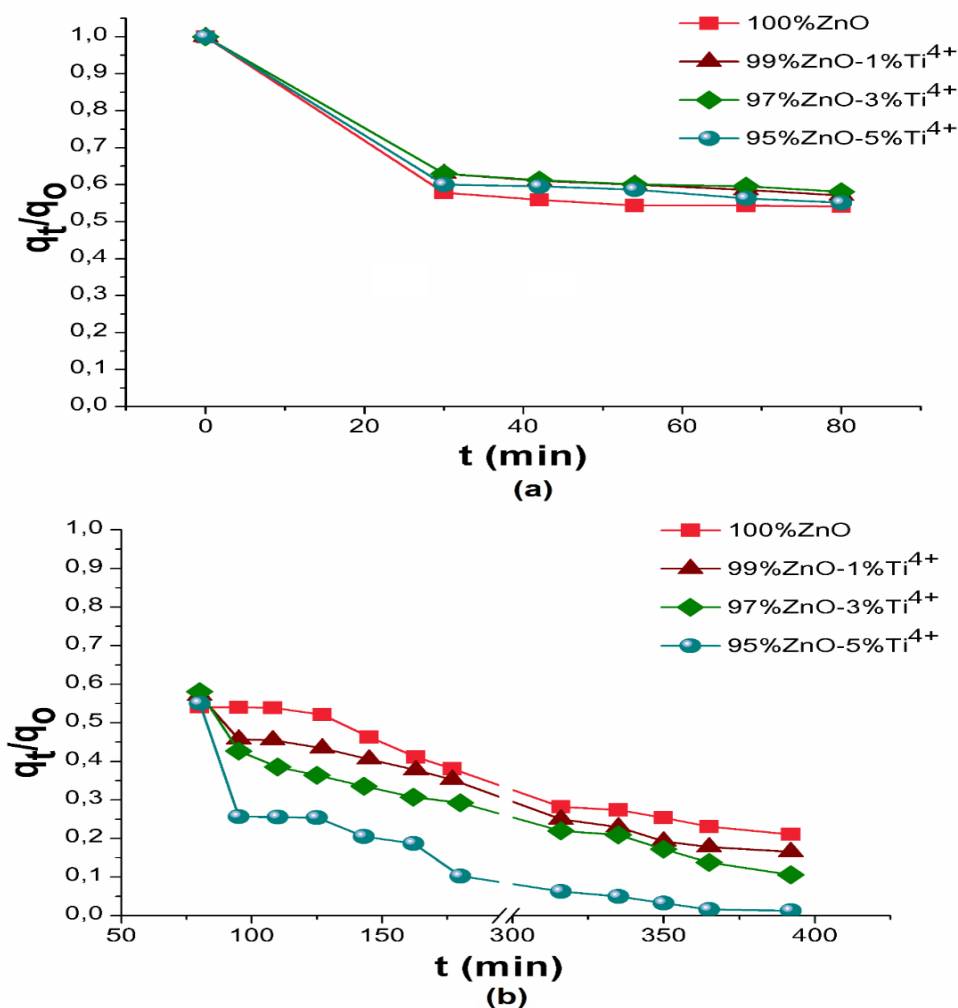 100%ZnO
99%ZnO-1%Ti4+
97%ZnO-3%Ti4+
95%ZnO-5%Ti4+
qt/q0
1,0
0,9
0,8
0,7
0,6
0,5
0,4
0,3
0,2
0,1
0,0
0 20 40 60 80
t (min)
(a)
100%ZnO
99%ZnO-1%Ti4+
97%ZnO-3%Ti4+
95%ZnO-5%Ti4+
qt/q0
1,0
0,9
0,8
0,7
0,6
0,5
0,4
0,3
0,2
0,1
0,0
50 100 150 300 350 400
t (min)
(b)